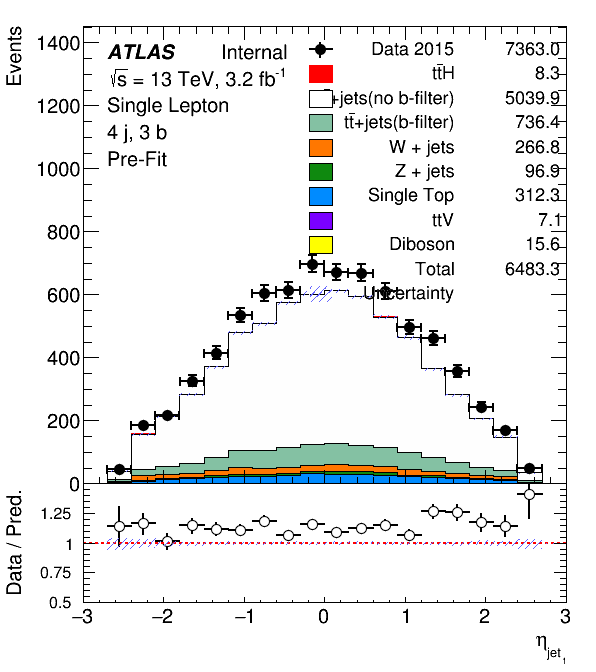 Events
1400
1200
1000
800
600
400
200
0
ATLAS Internal
√s = 13 TeV, 3.2 fb-1
Single Lepton
4 j, 3 b
Pre-Fit
Data 2015 7363.0
tt̄H 8.3
+jets(no b-filter) 5039.9
tt̄+jets(b-filter) 736.4
W + jets 266.8
Z + jets 96.9
Single Top 312.3
ttV 7.1
Diboson 15.6
Total 6483.3
Uncertainty
Data / Pred.
1.25
1
0.75
0.5
−3 −2 −1 0 1 2 3
ηjet1